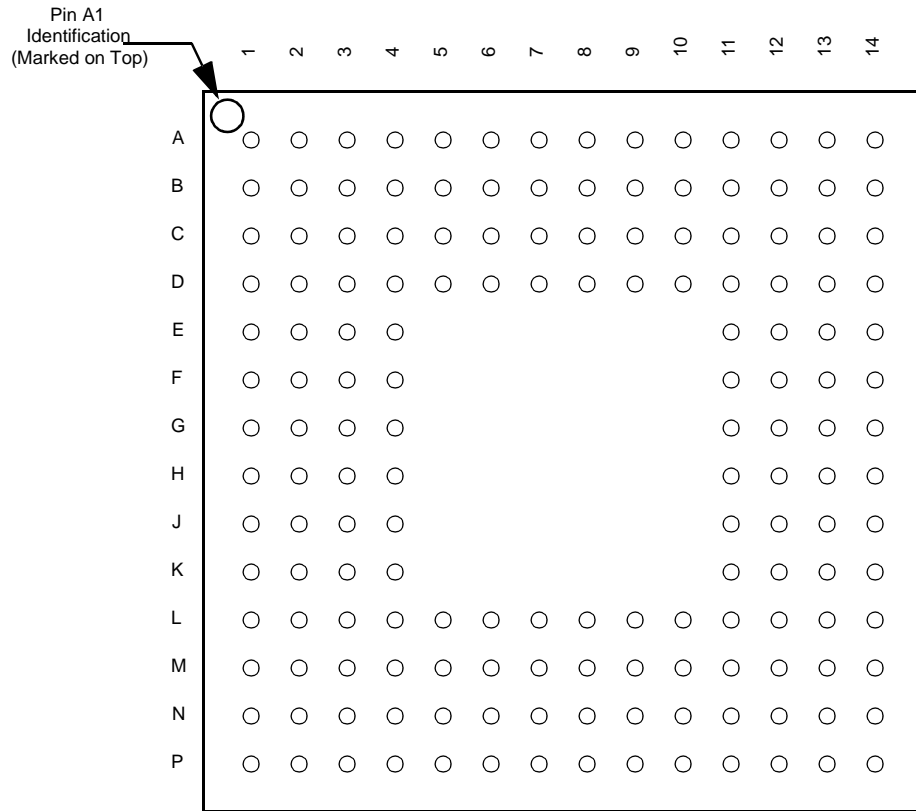 Pin A1
Identification
(Marked on Top)
1 2 3 4 5 6 7 8 9 10 11 12 13 14
A
B
C
D
E
F
G
H
J
K
L
M
N
P